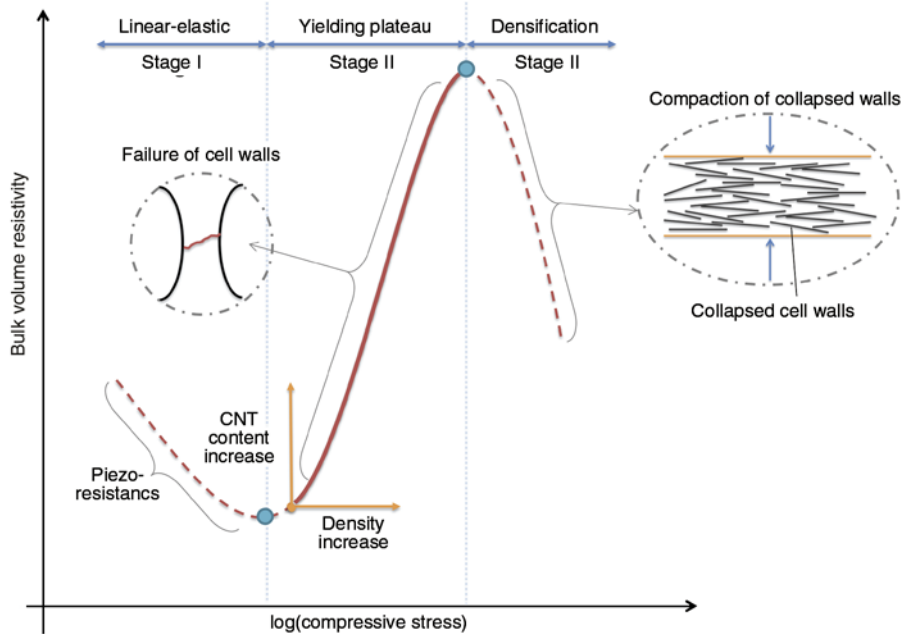 Linear-elastic
Yielding plateau
Densification
Stage I
Stage II
Stage II
Compaction of collapsed walls
Failure of cell walls
Collapsed cell walls
Bulk volume resistivity
CNT
content
increase
Piezo-
resistancs
Density
increase
log(compressive stress)